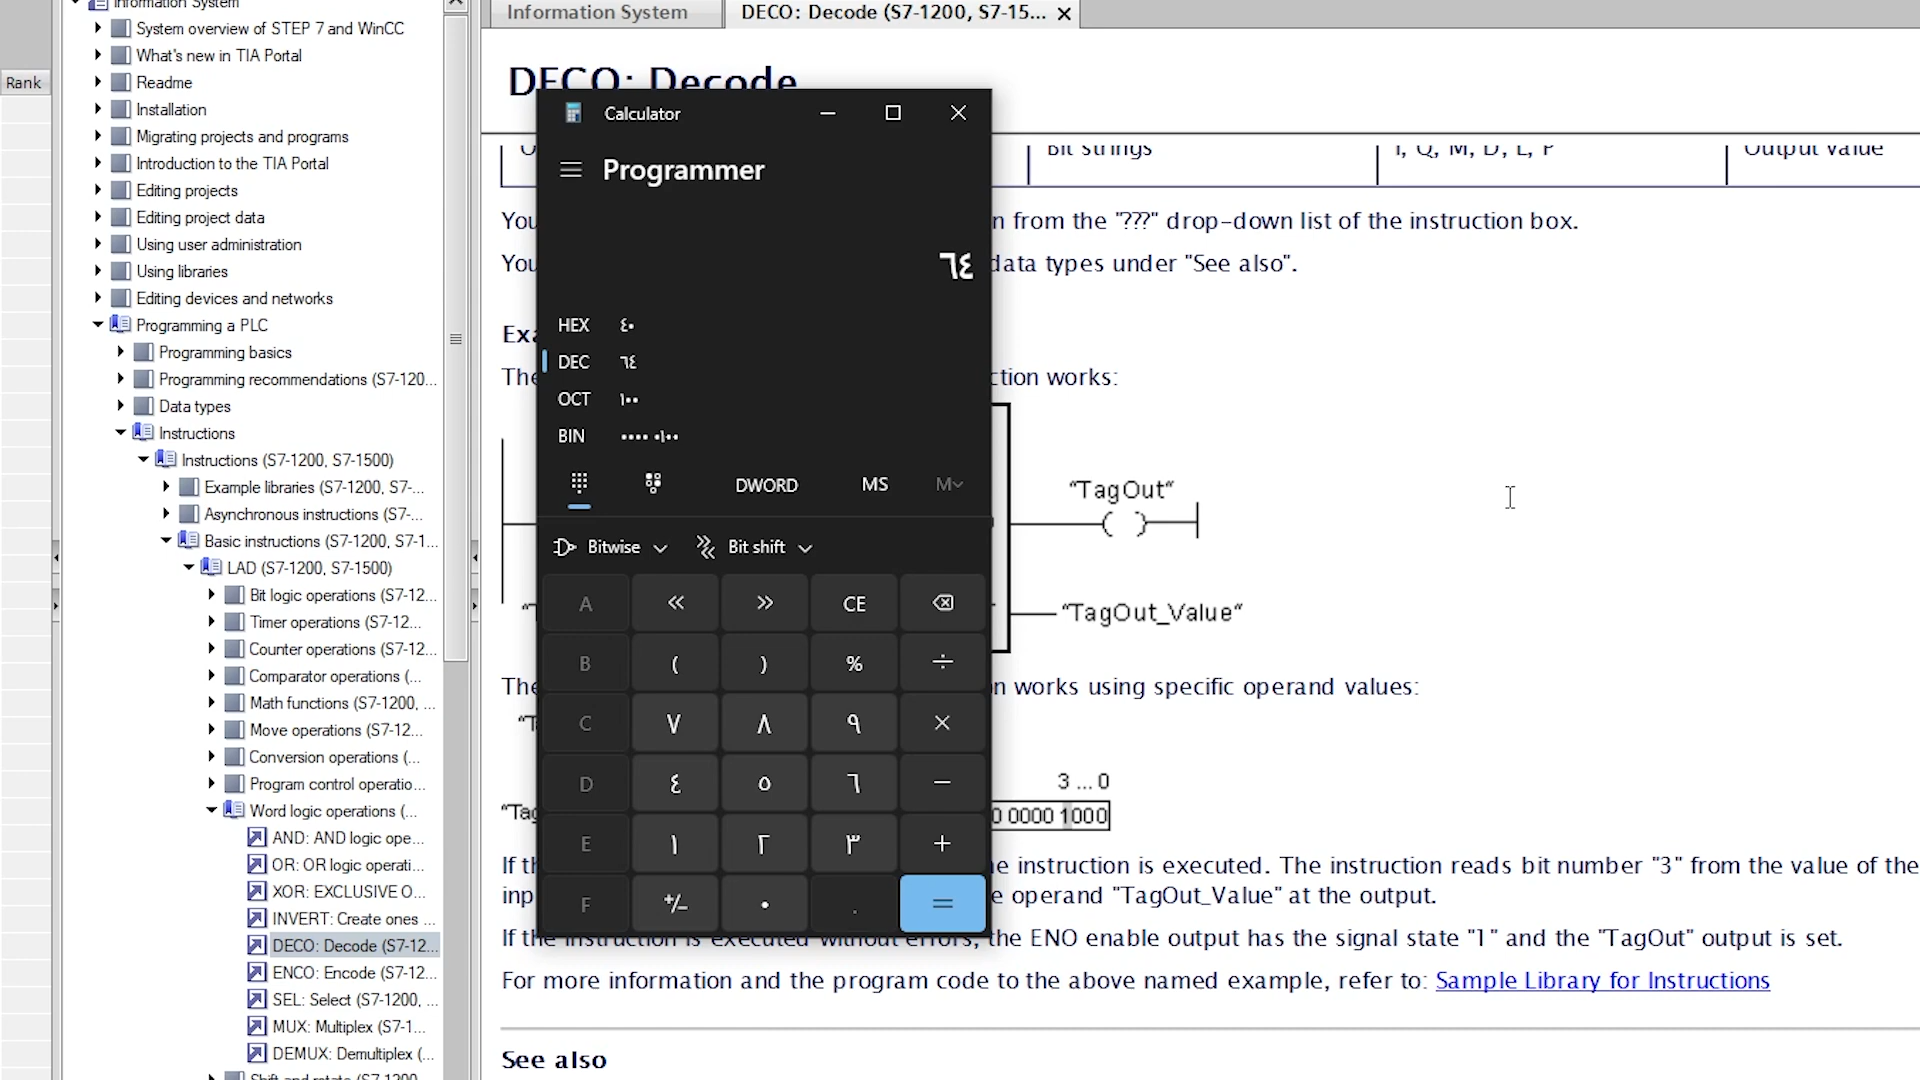 Information System
System overview of STEP 7 and WinCC
What's new in TIA Portal
Readme
Installation
Migrating projects and programs
Introduction to the TIA Portal
Editing projects
Editing project data
Using user administration
Using libraries
Editing devices and networks
Programming a PLC
Programming basics
Programming recommendations (S7-120...
Data types
Instructions
Instructions (S7-1200, S7-1500)
Example libraries (S7-1200, S7-...
Asynchronous instructions (S7-...
Basic instructions (S7-1200, S7-1...
LAD (S7-1200, S7-1500)
Bit logic operations (S7-12...
Timer operations (S7-12...
Counter operations (S7-12...
Comparator operations (...
Math functions (S7-1200, ...
Move operations (S7-12...
Conversion operations (...
Program control operatio...
Word logic operations (...
AND: AND logic ope...
OR: OR logic operati...
XOR: EXCLUSIVE O...
INVERT: Create ones ...
DECO: Decode (S7-12...
ENCO: Encode (S7-12...
SEL: Select (S7-1200, ...
MUX: Multiplex (S7-1...
DEMUX: Demultiplex (...
Shift and rotate (S7-1200
Rank
Information System
DECO: Decode (S7-1200, S7-15...
DECO: Decode
Bit strings
I, Q, M, D, L, P
Output value
n from the "???" drop-down list of the instruction box.
data types under "See also".
ction works:
"TagOut"
"TagOut_Value"
n works using specific operand values:
3 ... 0
0 0000 1000
e instruction is executed. The instruction reads bit number "3" from the value of the
e operand "TagOut_Value" at the output.
If the instruction is executed without errors, the ENO enable output has the signal state "1" and the "TagOut" output is set.
For more information and the program code to the above named example, refer to: Sample Library for Instructions
See also
Calculator
Programmer
٦٤
HEX ٤٠
DEC ٦٤
OCT ١٠٠
BIN ٠١٠٠ ٠٠٠٠
DWORD MS M
Bitwise Bit shift
A « » CE
B ( ) % ÷
C ٧ ٨ ٩ ×
D ٤ ٥ ٦ −
E ١ ٢ ٣ +
F +/− ٠ . =